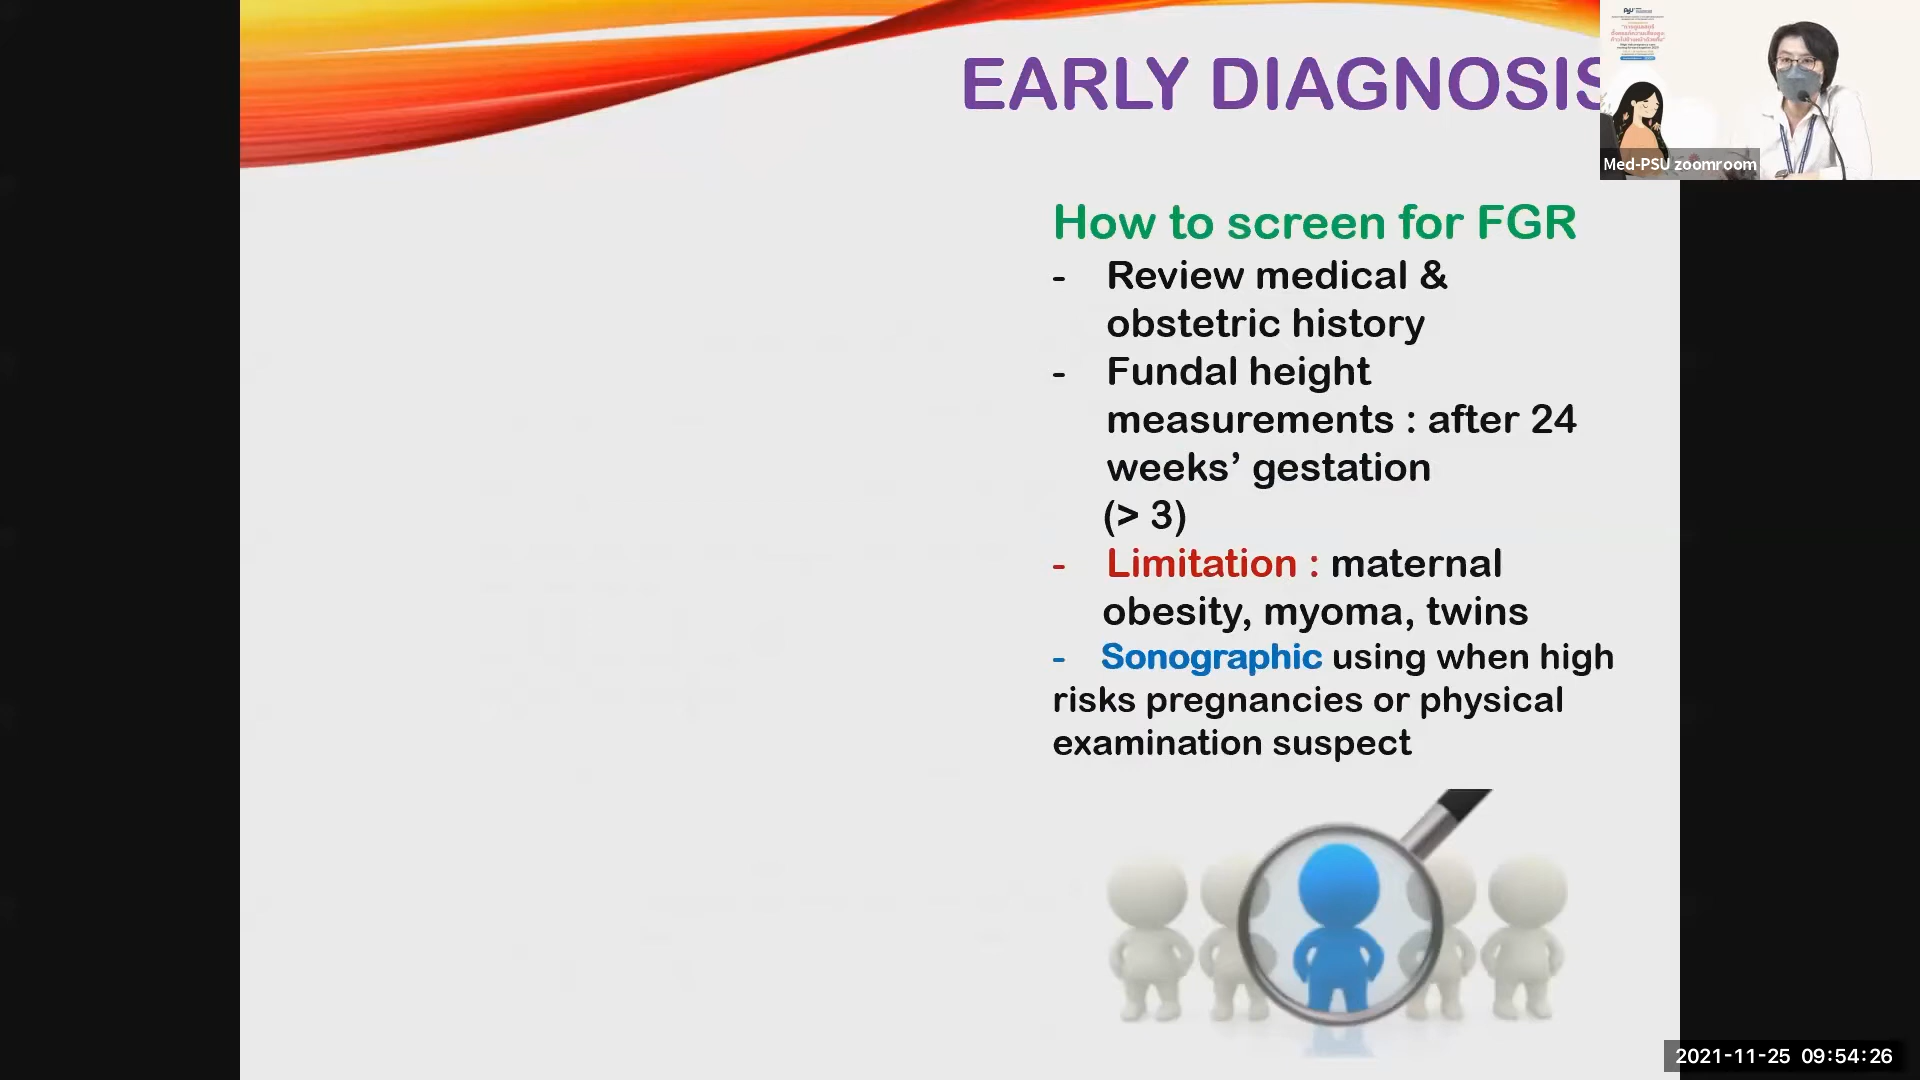 EARLY DIAGNOSIS
How to screen for FGR
- Review medical &
obstetric history
- Fundal height
measurements : after 24
weeks’ gestation
(> 3)
- Limitation : maternal
obesity, myoma, twins
- Sonographic using when high
risks pregnancies or physical
examination suspect
PSU
Med-PSU zoomroom
2021-11-25 09:54:26